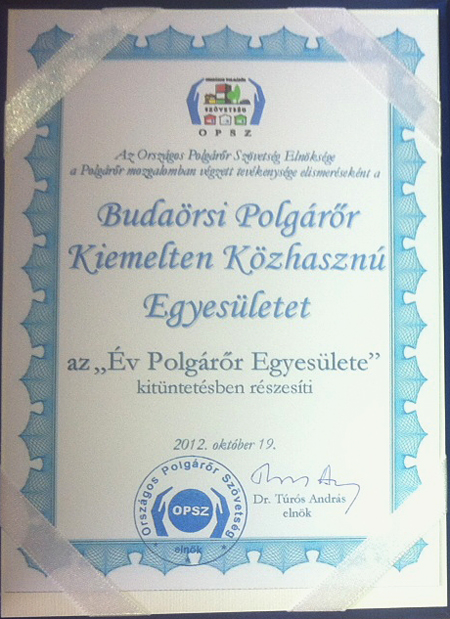 SZÖVETSÉG
OPSZ
Az Országos Polgárőr Szövetség Elnöksége
a Polgárőr mozgalomban végzett tevékenysége elismeréseként a
Budaörsi Polgárőr
Kiemelten Közhasznú
Egyesületet
az „Év Polgárőr Egyesülete”
kitüntetésben részesíti
2012. október 19.
Országos Polgárőr Szövetség
OPSZ
elnök
Dr. Túrós András
elnök